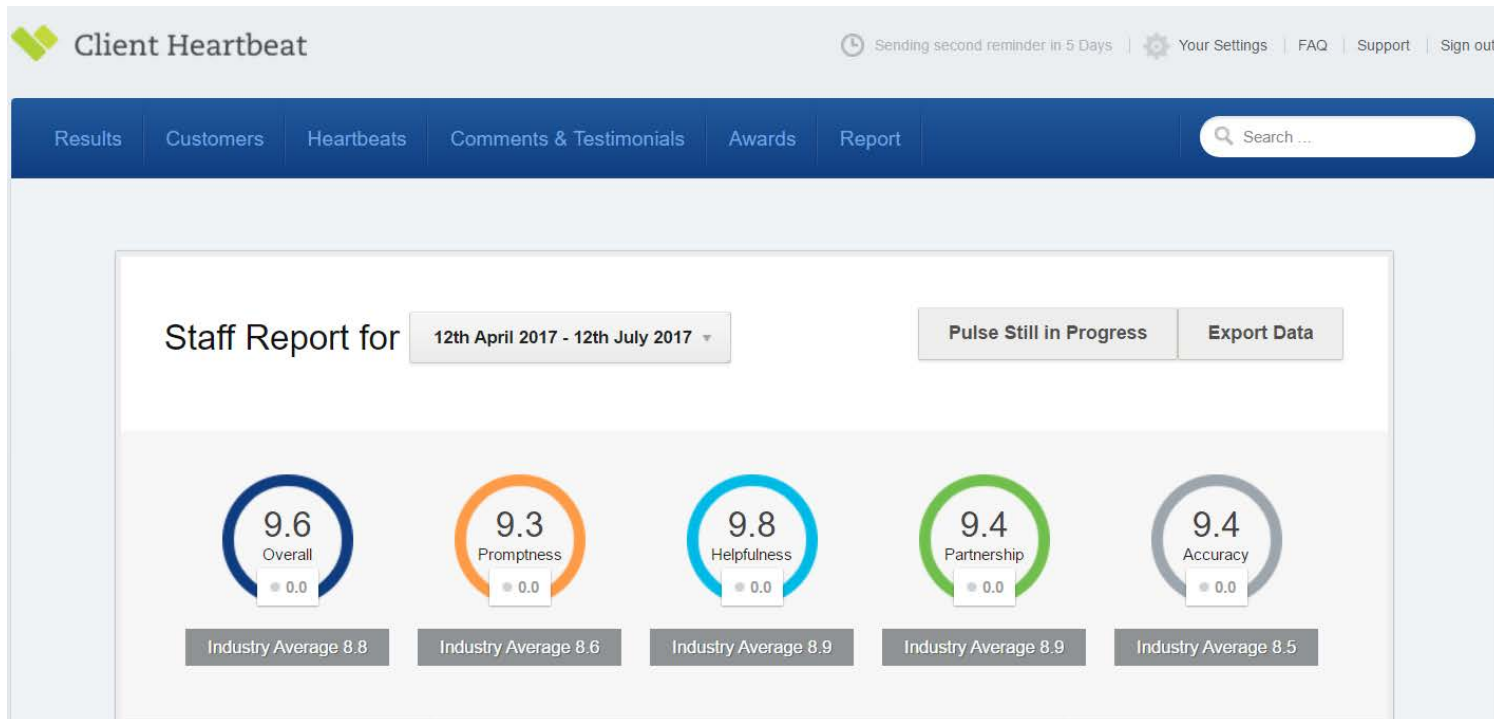 Client Heartbeat
Sending second reminder in 5 Days
Your Settings
FAQ
Support
Sign out
Results
Customers
Heartbeats
Comments & Testimonials
Awards
Report
Search ...
Staff Report for
12th April 2017 - 12th July 2017
Pulse Still in Progress
Export Data
9.6
Overall
0.0
Industry Average 8.8
9.3
Promptness
0.0
Industry Average 8.6
9.8
Helpfulness
0.0
Industry Average 8.9
9.4
Partnership
0.0
Industry Average 8.9
9.4
Accuracy
0.0
Industry Average 8.5